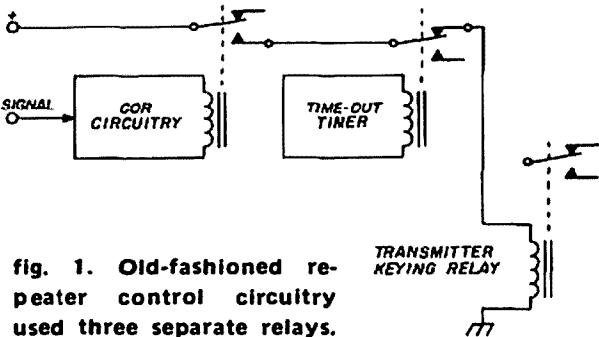 +
SIGNAL
COR
CIRCUITRY
TIME-OUT
TIMER
TRANSMITTER
KEYING RELAY
fig. 1. Old-fashioned re-
peater control circuitry
used three separate relays.